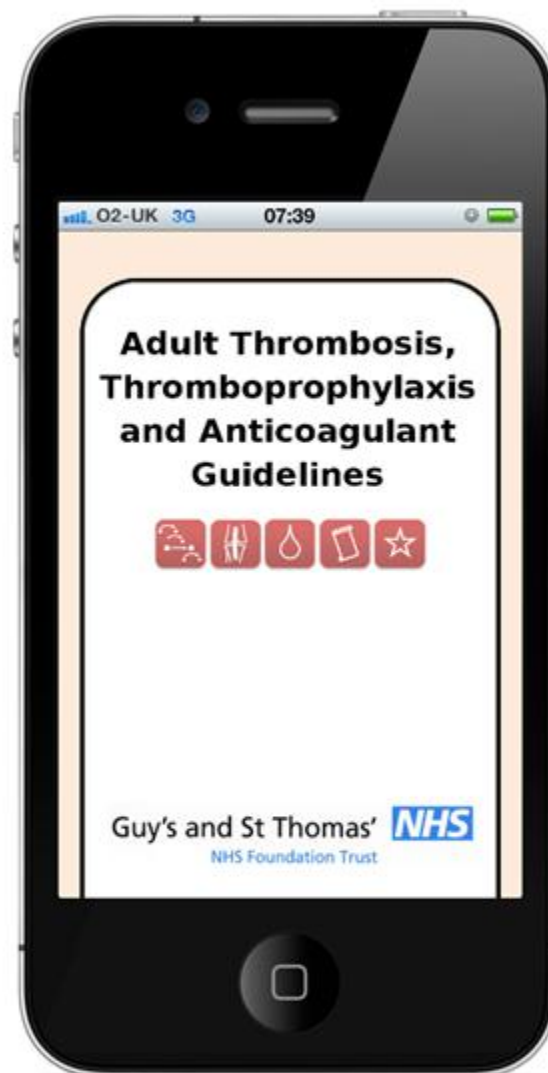 O2-UK 3G 07:39
Adult Thrombosis,
Thromboprophylaxis
and Anticoagulant
Guidelines
Guy's and St Thomas' NHS
NHS Foundation Trust